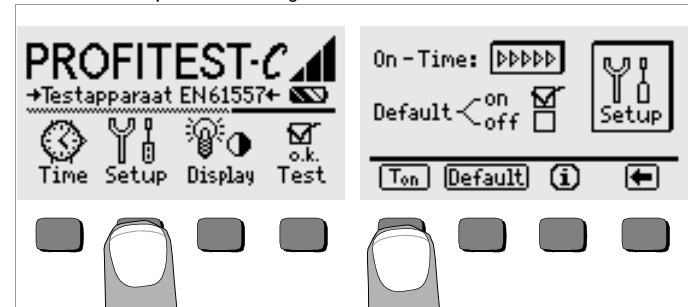 PROFITEST-C
→Testapparaat EN61557←
Time Setup Display o.k. Test
On-Time:
Default on off
Setup
Ton Default i